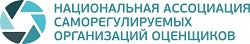 НАЦИОНАЛЬНАЯ АССОЦИАЦИЯ
САМОРЕГУЛИРУЕМЫХ
ОРГАНИЗАЦИЙ ОЦЕНЩИКОВ